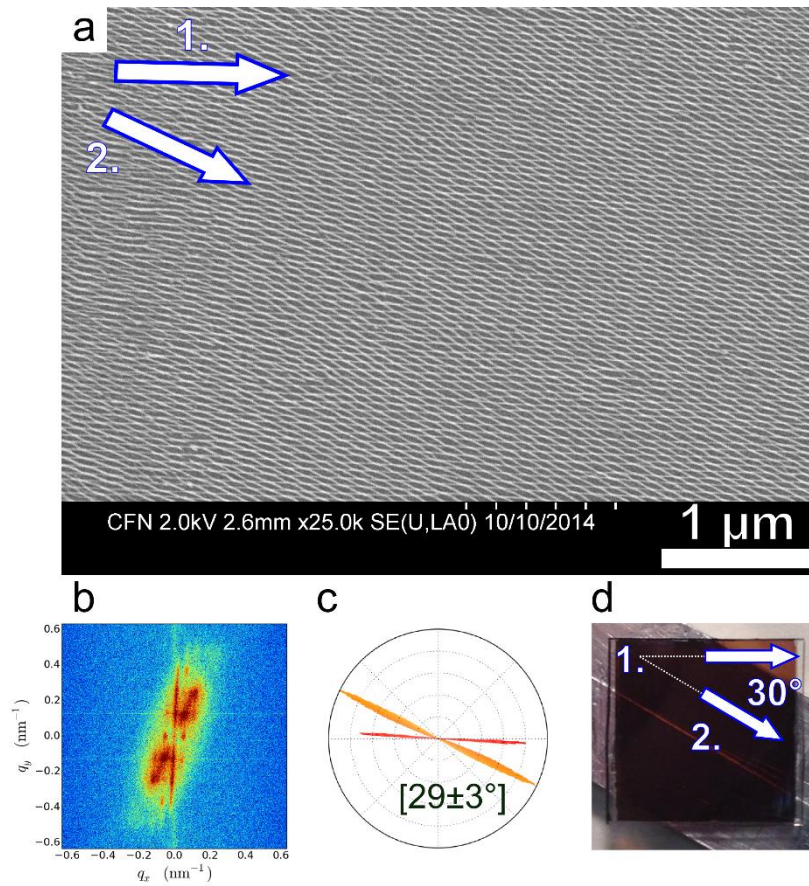 a
1.
2.
CFN 2.0kV 2.6mm x25.0k SE(U,LA0) 10/10/2014
1 μm
b
0.6
0.4
0.2
0.0
−0.2
−0.4
−0.6
q_y (nm⁻¹)
−0.6 −0.4 −0.2 0.0 0.2 0.4 0.6
q_x (nm⁻¹)
c
[29±3°]
d
1.
30°
2.